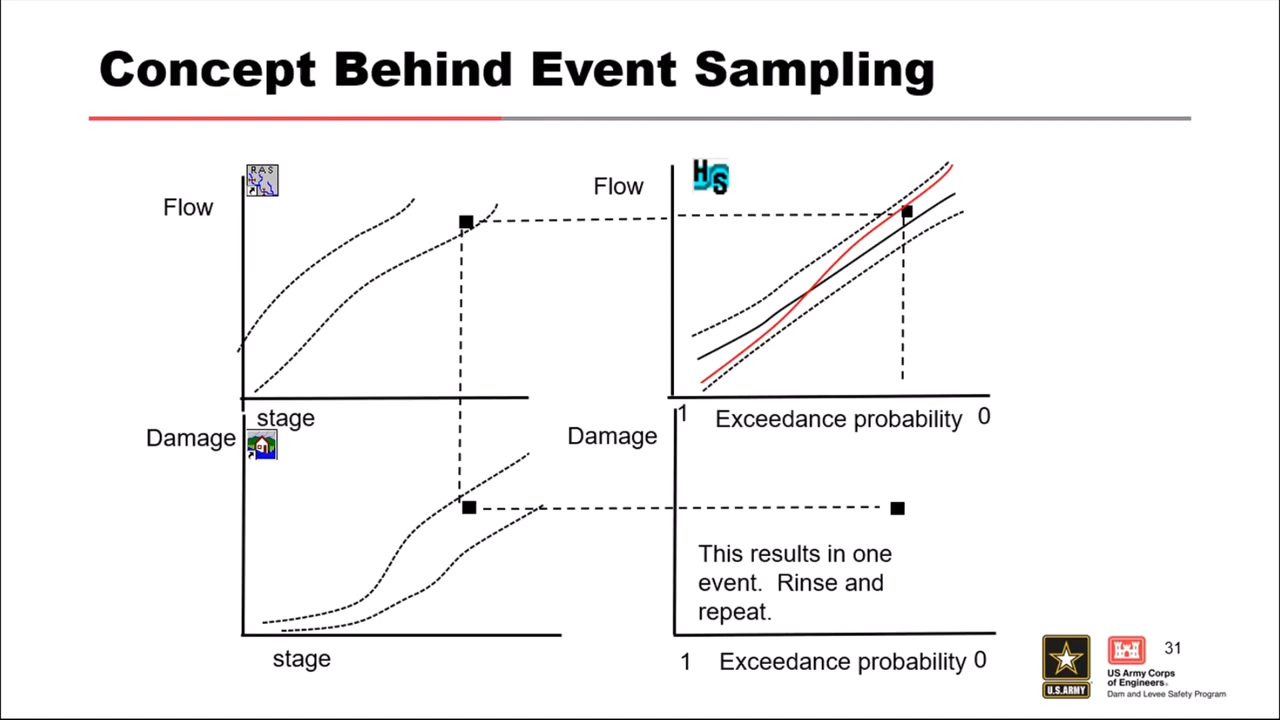 Concept Behind Event Sampling
RAS
Flow
Flow
HS
stage
1 Exceedance probability 0
Damage
Damage
This results in one
event. Rinse and
repeat.
stage
1 Exceedance probability 0
31
U.S.ARMY
US Army Corps
of Engineers®
Dam and Levee Safety Program